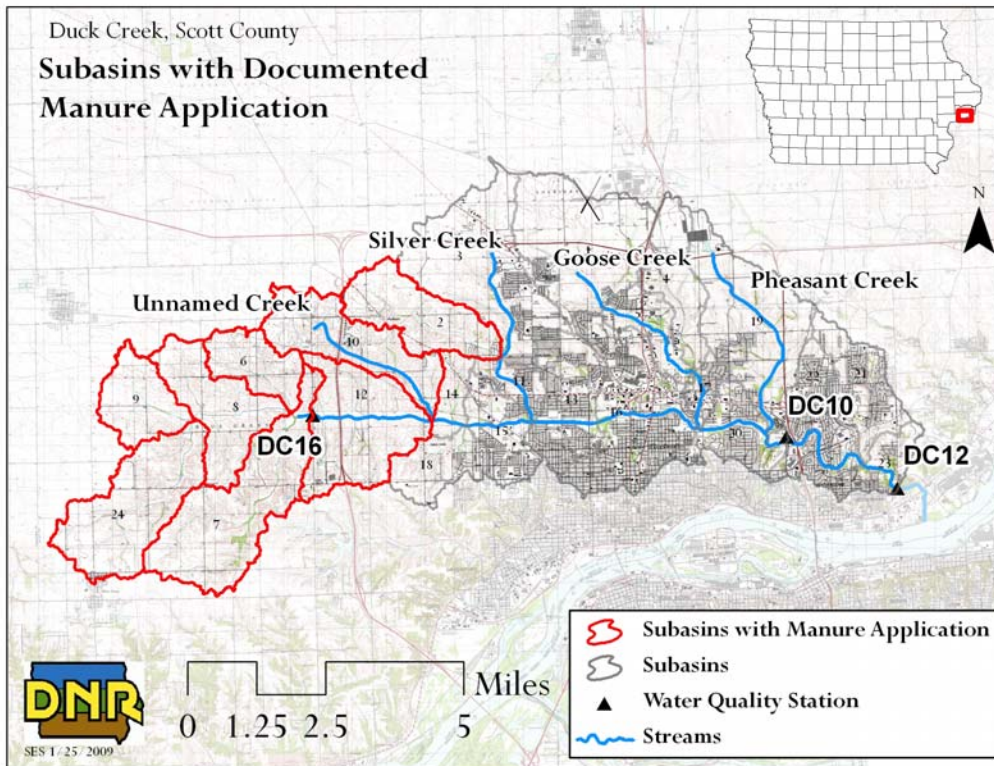 Duck Creek, Scott County
Subasins with Documented
Manure Application
N
Silver Creek
Goose Creek
Pheasant Creek
Unnamed Creek
3
4
19
2
10
6
9
8
12
14
11
13
15
16
17
30
22
21
DC10
DC16
DC12
18
24
7
Subasins with Manure Application
Subasins
Water Quality Station
Streams
DNR
Miles
0 1.25 2.5 5
SES 1/25/2009